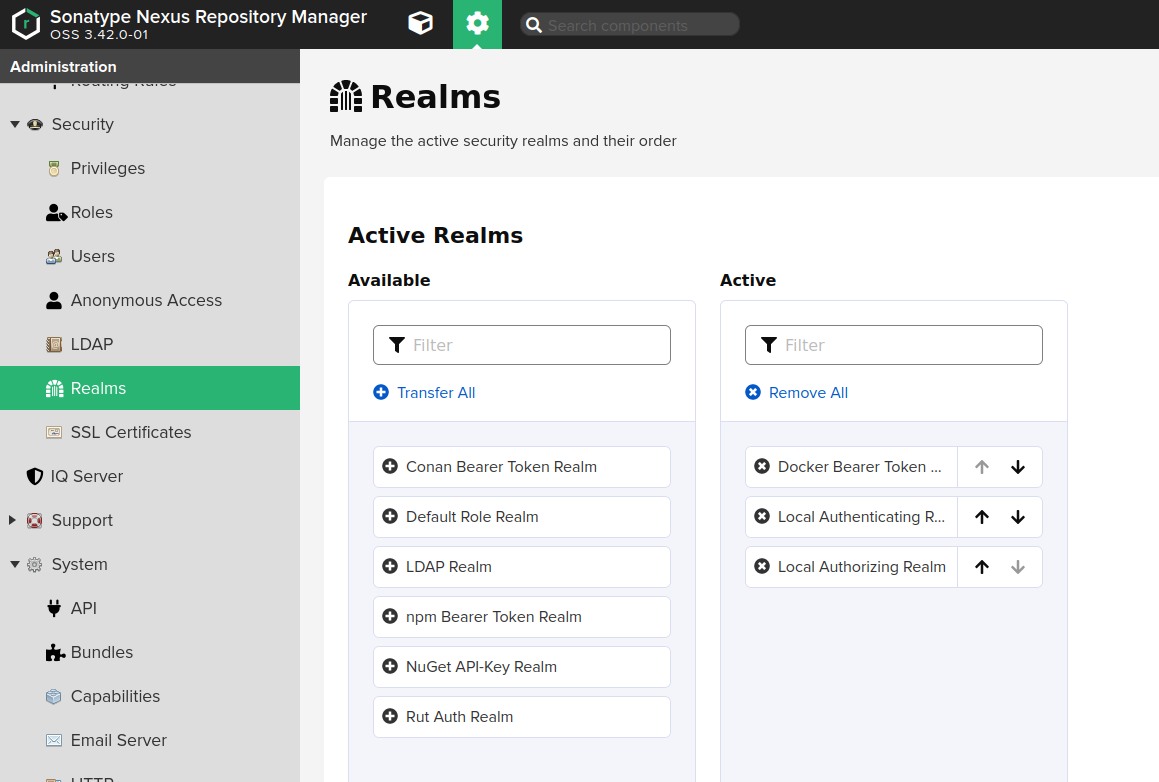 Sonatype Nexus Repository Manager
OSS 3.42.0-01
Search components
Administration
Routing Rules
Security
Privileges
Roles
Users
Anonymous Access
LDAP
Realms
SSL Certificates
IQ Server
Support
System
API
Bundles
Capabilities
Email Server
HTTP
Realms
Manage the active security realms and their order
Active Realms
Available
Filter
Transfer All
Conan Bearer Token Realm
Default Role Realm
LDAP Realm
npm Bearer Token Realm
NuGet API-Key Realm
Rut Auth Realm
Active
Filter
Remove All
Docker Bearer Token ...
Local Authenticating R...
Local Authorizing Realm